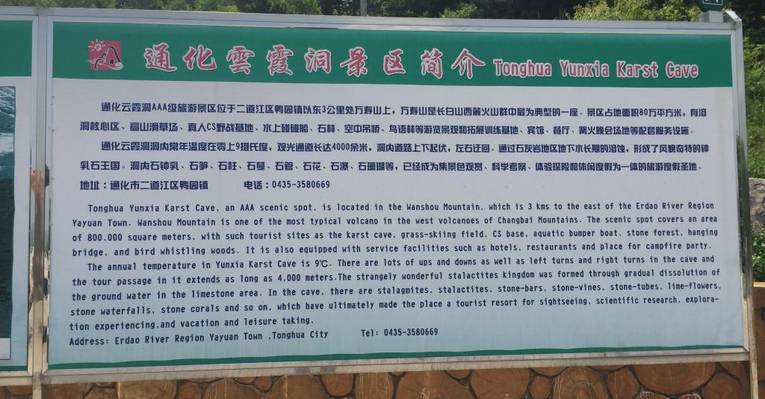 通化雲霞洞景区简介 Tonghua Yunxia Karst Cave
通化云霞洞AAA级旅游景区位于二道江区鸭园镇以东3公里处万寿山上，万寿山是长白山西麓火山群中最为典型的一座。景区占地面积80万平方米，有溶
洞核心区、高山滑草场、真人CS野战基地、水上碰碰船、石林、空中吊桥、鸟语林等游览景观和拓展训练基地、宾馆、餐厅、篝火晚会场地等配套服务设施。
洞内常年温度在零上9摄氏度，观光通道长达4000余米，洞内道路上下起伏，左右迂回。通过石灰岩地区地下水长期的溶蚀，形成了风貌奇特的钟
乳石王国。洞内石钟乳、石笋、石柱、石幔、石管、石花、石瀑、石珊瑚等，已经成为集景色观赏、科学考察、体验探险和休闲度假为一体的旅游度假圣地。
地址：通化市二道江区鸭园镇 电话：0435-3580669
Tonghua Yunxia Karst Cave, an AAA scenic spot, is located in the Wanshou Mountain, which is 3 kms to the east of the Erdao River Region
Yayuan Town. Wanshou Mountain is one of the most typical volcano in the west volcanoes of Changbai Mountains. The scenic spot covers an area
of 800,000 square meters, with such tourist sites as the karst cave, grass-skiing field, CS base, aquatic bumper boat, stone forest, hanging
bridge, and bird whistling woods. It is also equipped with service facilities such as hotels, restaurants and place for campfire party.
The annual temperature in Yunxia Karst Cave is 9℃. There are lots of ups and downs as well as left turns and right turns in the cave and
the tour passage in it extends as long as 4,000 meters.The strangely wonderful stalactites kingdom was formed through gradual dissolution of
the ground water in the limestone area. In the cave, there are stalagmites, stalactites, stone-bars, stone-vines, stone-tubes, lime-flowers,
stone waterfalls, stone corals and so on, which have ultimately made the place a tourist resort for sightseeing, scientific research, explora-
tion experiencing,and vacation and leisure taking.
Address: Erdao River Region Yayuan Town ,Tonghua City Tel: 0435-3580669